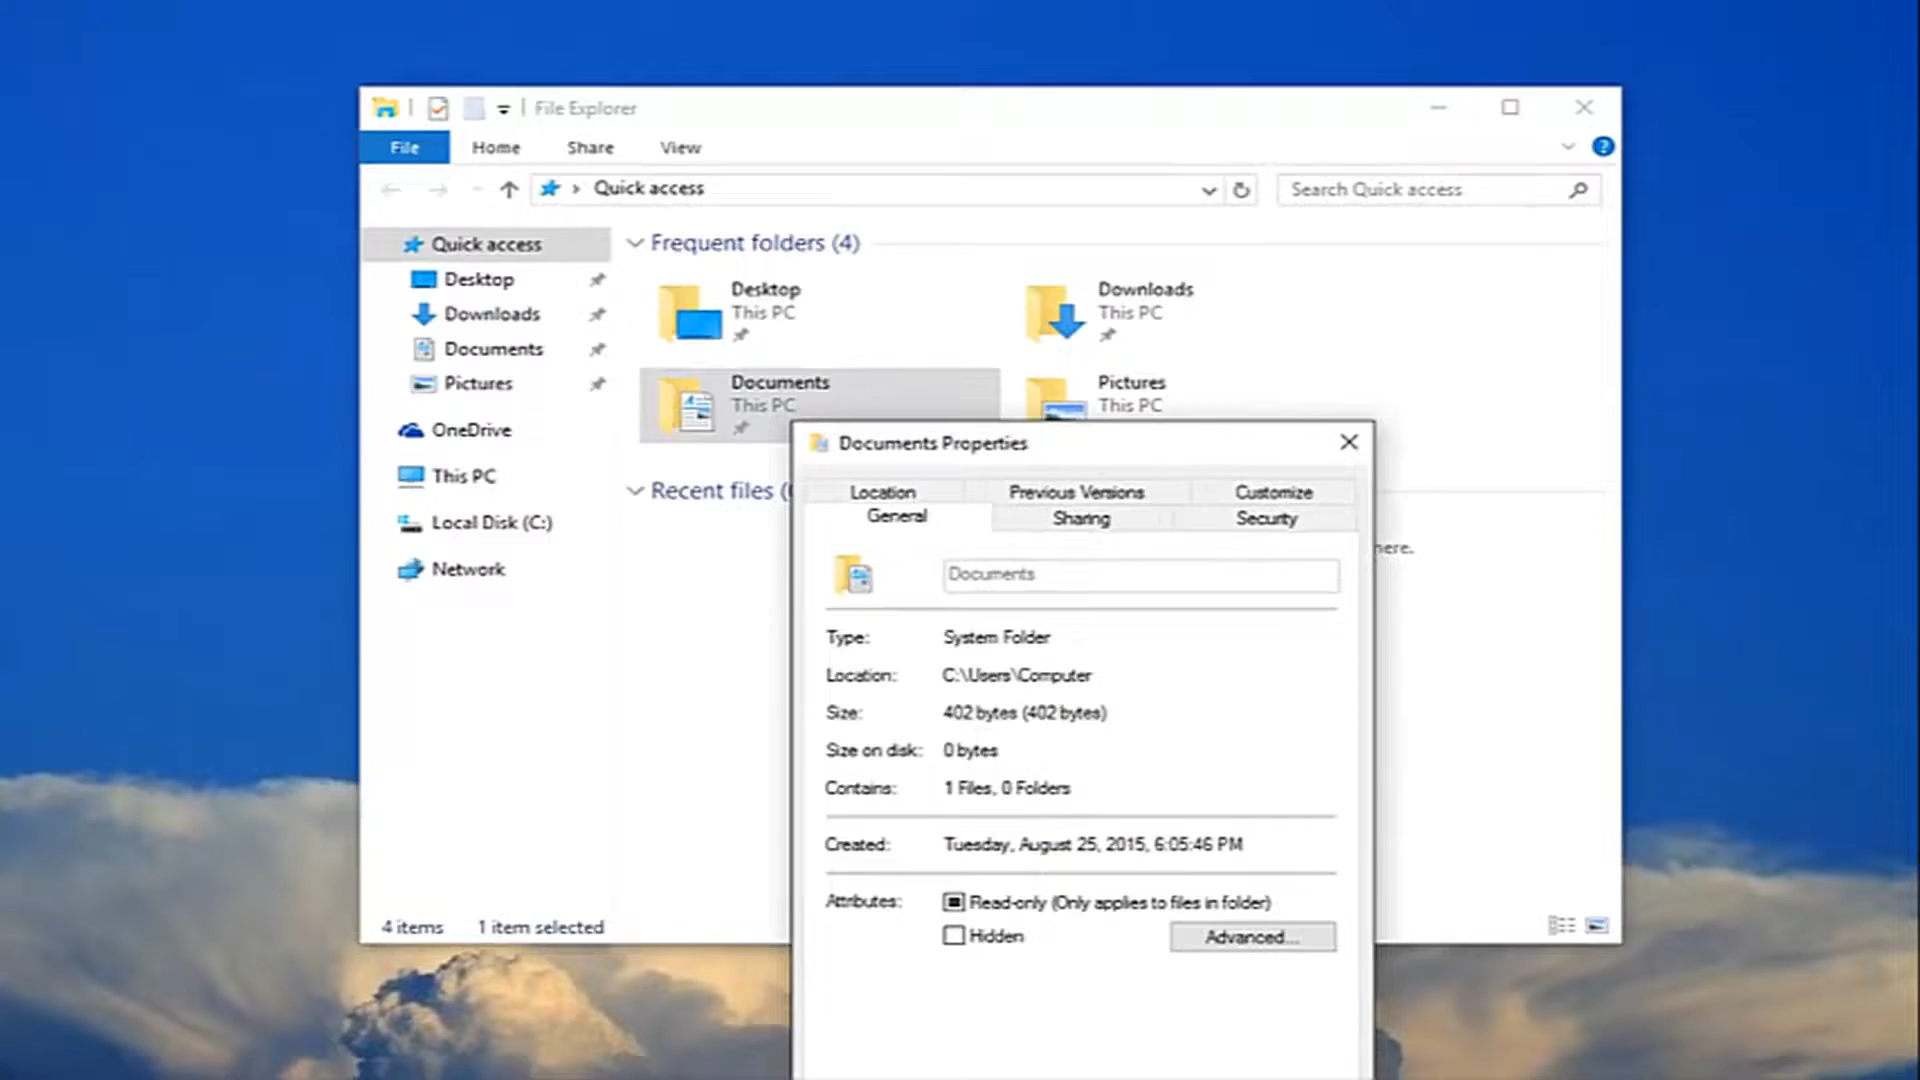 File Explorer
File Home Share View
Quick access
Search Quick access
Quick access
Desktop
Downloads
Documents
Pictures
OneDrive
This PC
Local Disk (C:)
Network
Frequent folders (4)
Desktop
This PC
Downloads
This PC
Documents
This PC
Pictures
This PC
Recent files (
here.
4 items 1 item selected
Documents Properties
Location Previous Versions Customize
General Sharing Security
Documents
Type: System Folder
Location: C:\Users\Computer
Size: 402 bytes (402 bytes)
Size on disk: 0 bytes
Contains: 1 Files, 0 Folders
Created: Tuesday, August 25, 2015, 6:05:46 PM
Attributes: Read-only (Only applies to files in folder)
Hidden
Advanced...